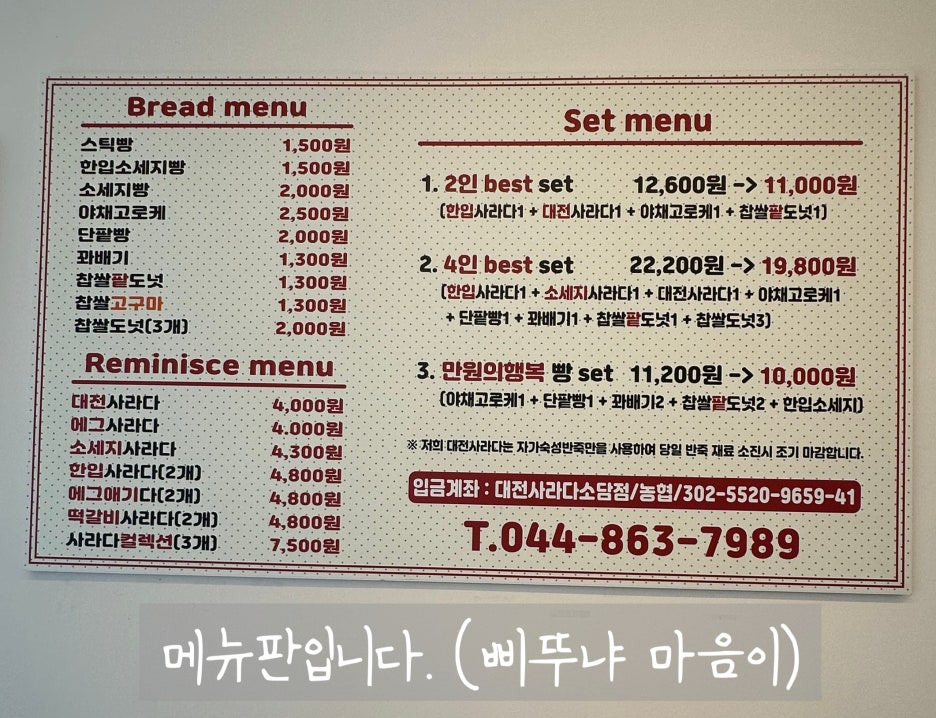 Bread menu
스틱빵 1,500원
한입소세지빵 1,500원
소세지빵 2,000원
야채고로케 2,500원
단팥빵 2,000원
꽈배기 1,300원
찹쌀팥도넛 1,300원
찹쌀고구마 1,300원
찹쌀도넛(3개) 2,000원
Reminisce menu
대전사라다 4,000원
에그사라다 4.000원
소세지사라다 4,300원
한입사라다(2개) 4,800원
에그애기다(2개) 4,800원
떡갈비사라다(2개) 4,800원
사라다컬렉션(3개) 7,500원
Set menu
1. 2인 best set 12,600원 -> 11,000원
(한입사라다1 + 대전사라다1 + 야채고로케1 + 찹쌀팥도넛1)
2. 4인 best set 22,200원 -> 19,800원
(한입사라다1 + 소세지사라다1 + 대전사라다1 + 야채고로케1
+ 단팥빵1 + 꽈배기1 + 찹쌀팥도넛1 + 찹쌀도넛3)
3. 만원의행복 빵 set 11,200원 -> 10,000원
(야채고로케1 + 단팥빵1 + 꽈배기2 + 찹쌀팥도넛2 + 한입소세지)
※ 저희 대전사라다는 자가숙성반죽만를 사용하여 당일 반죽 재료 소진시 조기 마감합니다.
입금계좌 : 대전사라다소담점/농협/302-5520-9659-41
T.044-863-7989
메뉴판입니다. (삐뚜냐 마음이)